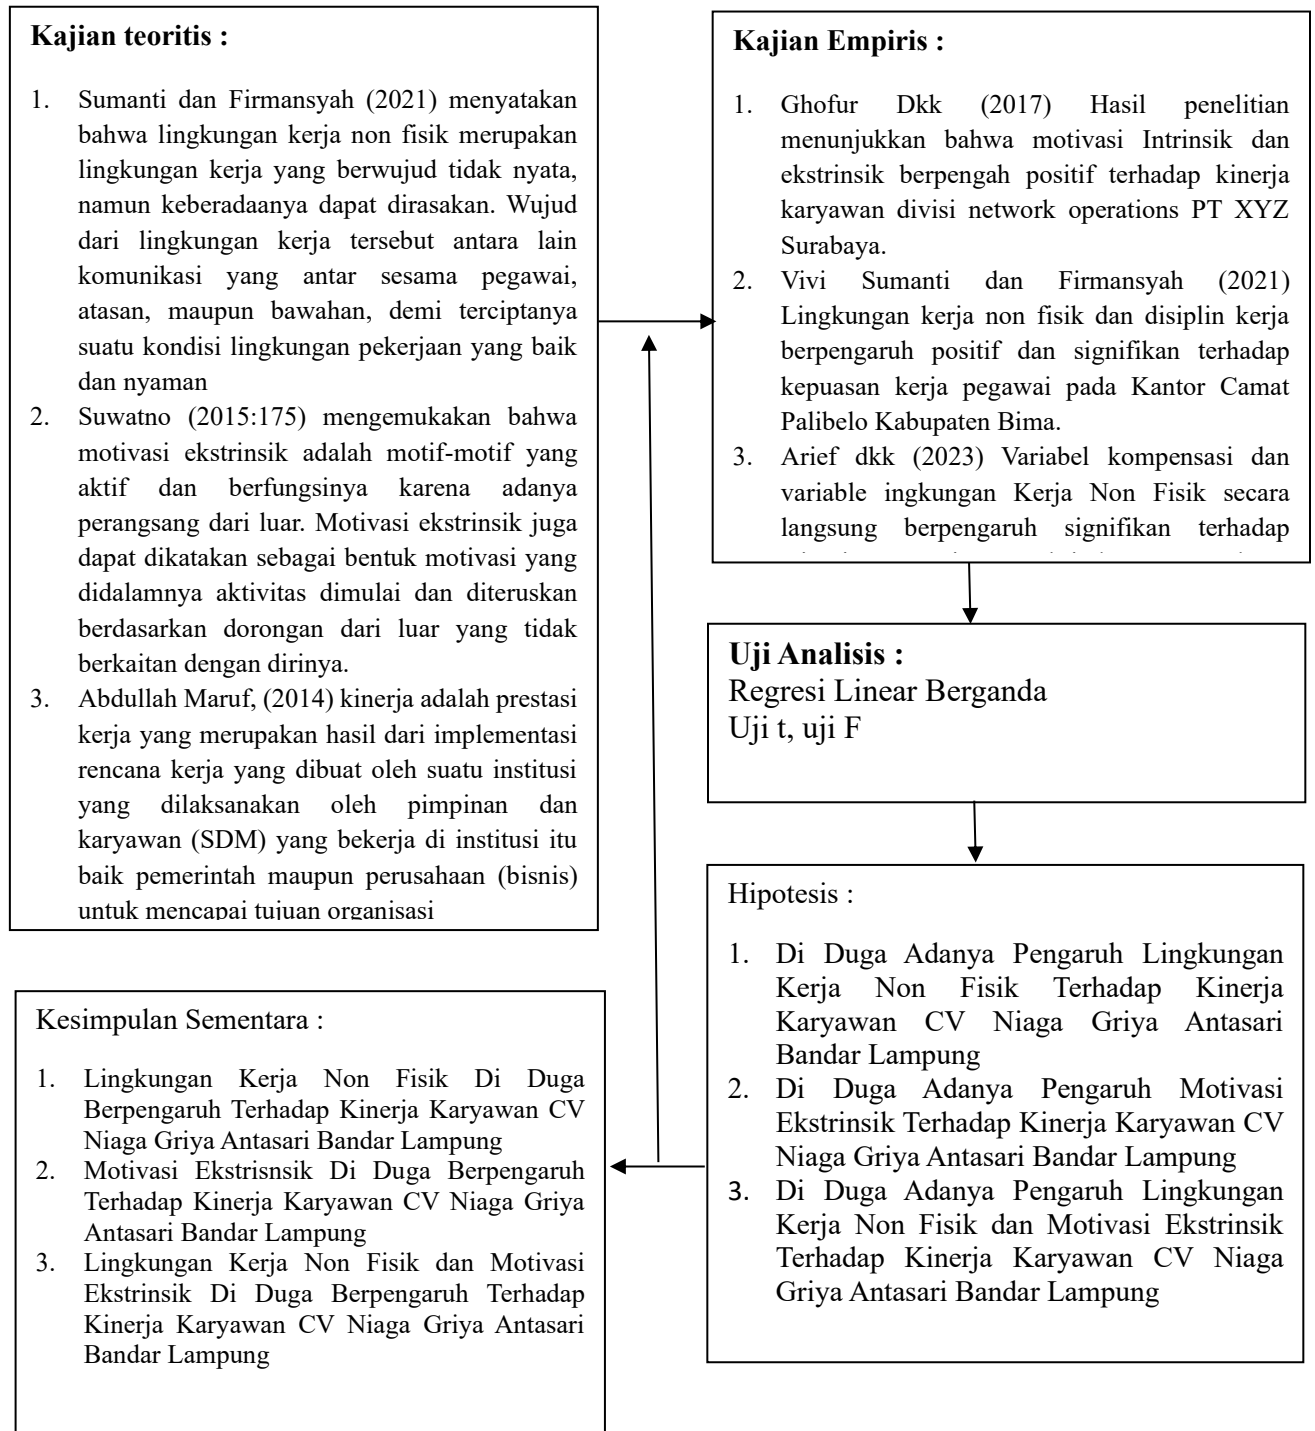 Kajian teoritis :
1. Sumanti dan Firmansyah (2021) menyatakan
bahwa lingkungan kerja non fisik merupakan
lingkungan kerja yang berwujud tidak nyata,
namun keberadaanya dapat dirasakan. Wujud
dari lingkungan kerja tersebut antara lain
komunikasi yang antar sesama pegawai,
atasan, maupun bawahan, demi terciptanya
suatu kondisi lingkungan pekerjaan yang baik
dan nyaman
2. Suwatno (2015:175) mengemukakan bahwa
motivasi ekstrinsik adalah motif-motif yang
aktif dan berfungsinya karena adanya
perangsang dari luar. Motivasi ekstrinsik juga
dapat dikatakan sebagai bentuk motivasi yang
didalamnya aktivitas dimulai dan diteruskan
berdasarkan dorongan dari luar yang tidak
berkaitan dengan dirinya.
3. Abdullah Maruf, (2014) kinerja adalah prestasi
kerja yang merupakan hasil dari implementasi
rencana kerja yang dibuat oleh suatu institusi
yang dilaksanakan oleh pimpinan dan
karyawan (SDM) yang bekerja di institusi itu
baik pemerintah maupun perusahaan (bisnis)
untuk mencapai tujuan organisasi
Kajian Empiris :
1. Ghofur Dkk (2017) Hasil penelitian
menunjukkan bahwa motivasi Intrinsik dan
ekstrinsik berpengah positif terhadap kinerja
karyawan divisi network operations PT XYZ
Surabaya.
2. Vivi Sumanti dan Firmansyah (2021)
Lingkungan kerja non fisik dan disiplin kerja
berpengaruh positif dan signifikan terhadap
kepuasan kerja pegawai pada Kantor Camat
Palibelo Kabupaten Bima.
3. Arief dkk (2023) Variabel kompensasi dan
variable ingkungan Kerja Non Fisik secara
langsung berpengaruh signifikan terhadap
Uji Analisis :
Regresi Linear Berganda
Uji t, uji F
Hipotesis :
1. Di Duga Adanya Pengaruh Lingkungan
Kerja Non Fisik Terhadap Kinerja
Karyawan CV Niaga Griya Antasari
Bandar Lampung
2. Di Duga Adanya Pengaruh Motivasi
Ekstrinsik Terhadap Kinerja Karyawan CV
Niaga Griya Antasari Bandar Lampung
3. Di Duga Adanya Pengaruh Lingkungan
Kerja Non Fisik dan Motivasi Ekstrinsik
Terhadap Kinerja Karyawan CV Niaga
Griya Antasari Bandar Lampung
Kesimpulan Sementara :
1. Lingkungan Kerja Non Fisik Di Duga
Berpengaruh Terhadap Kinerja Karyawan CV
Niaga Griya Antasari Bandar Lampung
2. Motivasi Ekstrisnsik Di Duga Berpengaruh
Terhadap Kinerja Karyawan CV Niaga Griya
Antasari Bandar Lampung
3. Lingkungan Kerja Non Fisik dan Motivasi
Ekstrinsik Di Duga Berpengaruh Terhadap
Kinerja Karyawan CV Niaga Griya Antasari
Bandar Lampung